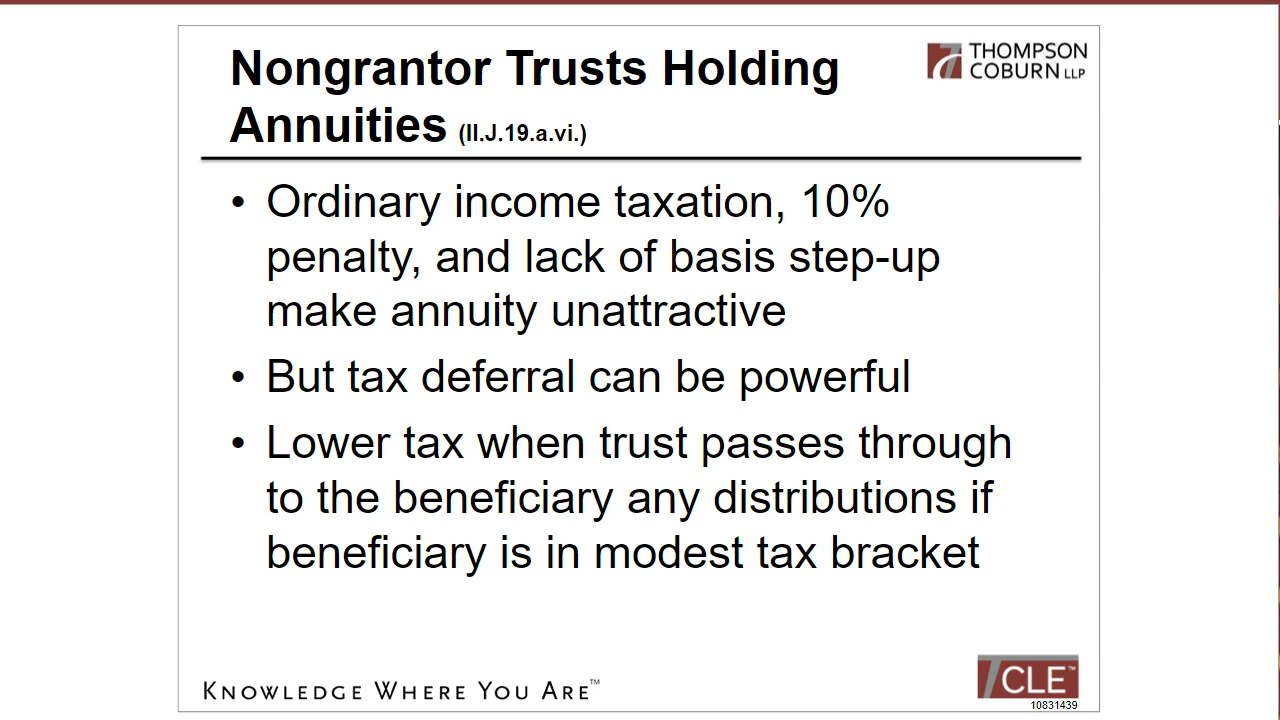 Nongrantor Trusts Holding
Annuities (II.J.19.a.vi.)
THOMPSON
COBURN LLP
• Ordinary income taxation, 10%
penalty, and lack of basis step-up
make annuity unattractive
• But tax deferral can be powerful
• Lower tax when trust passes through
to the beneficiary any distributions if
beneficiary is in modest tax bracket
KNOWLEDGE WHERE YOU ARE™
TCLE™
10831439